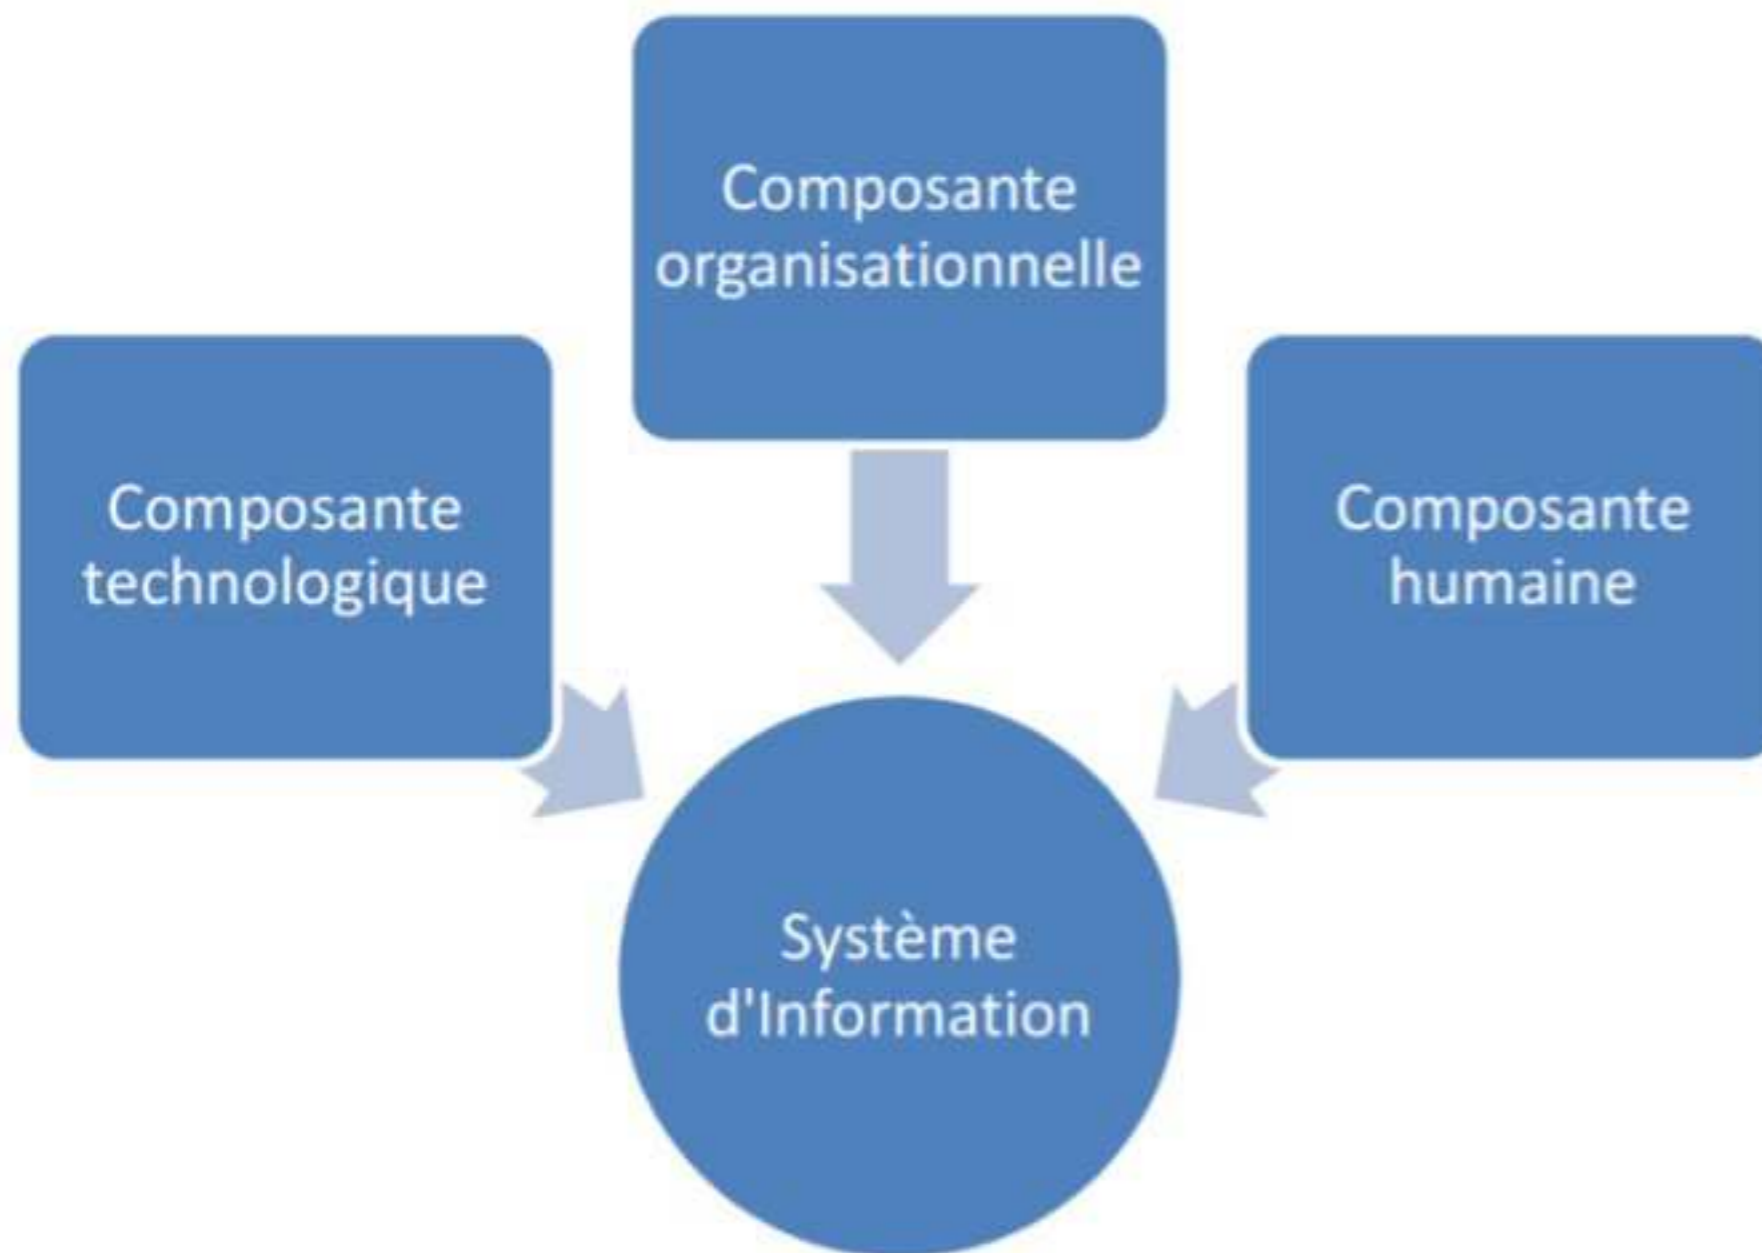 Composante
organisationnelle
Composante
technologique
Composante
humaine
Système
d'Information